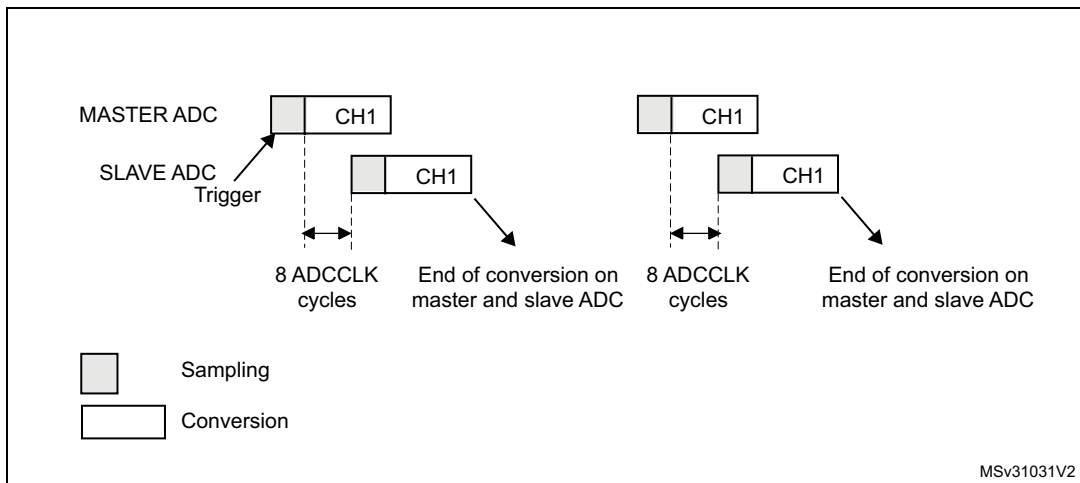 MASTER ADC
CH1
CH1
SLAVE ADC
CH1
CH1
Trigger
8 ADCCLK
cycles
End of conversion on
master and slave ADC
8 ADCCLK
cycles
End of conversion on
master and slave ADC
Sampling
Conversion
MSv31031V2